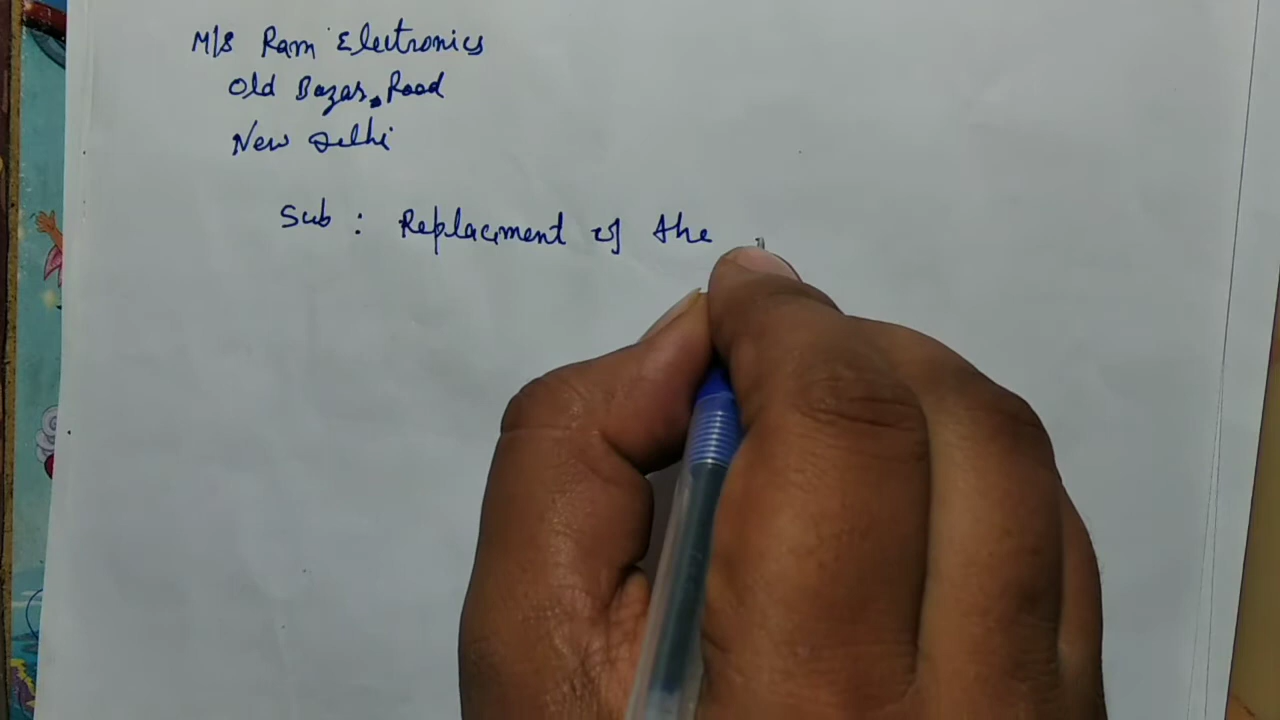 M/S Ram Electronics
Old Bazar, Road
New Delhi
Sub : Replacement of the